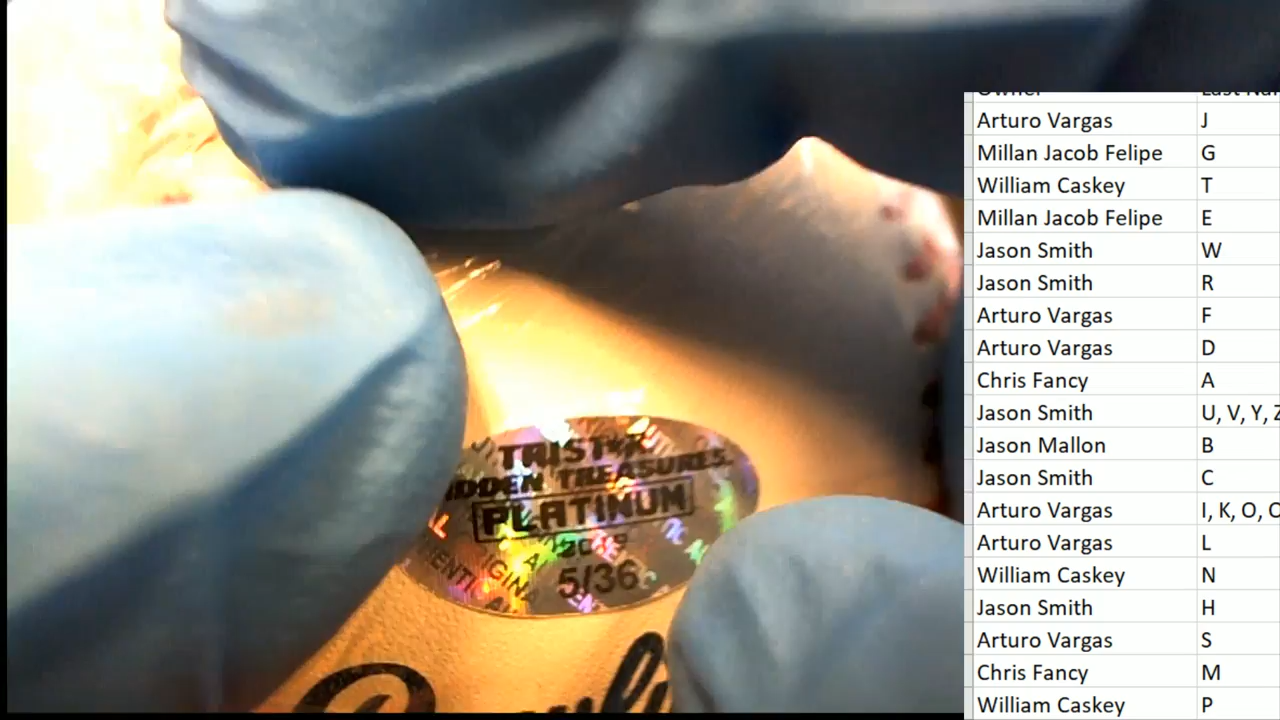 TRISTAR
HIDDEN TREASURES
PLATINUM
5/36
Owner
Arturo Vargas J
Millan Jacob Felipe G
William Caskey T
Millan Jacob Felipe E
Jason Smith W
Jason Smith R
Arturo Vargas F
Arturo Vargas D
Chris Fancy A
Jason Smith U, V, Y, Z
Jason Mallon B
Jason Smith C
Arturo Vargas I, K, O,
Arturo Vargas L
William Caskey N
Jason Smith H
Arturo Vargas S
Chris Fancy M
William Caskey P